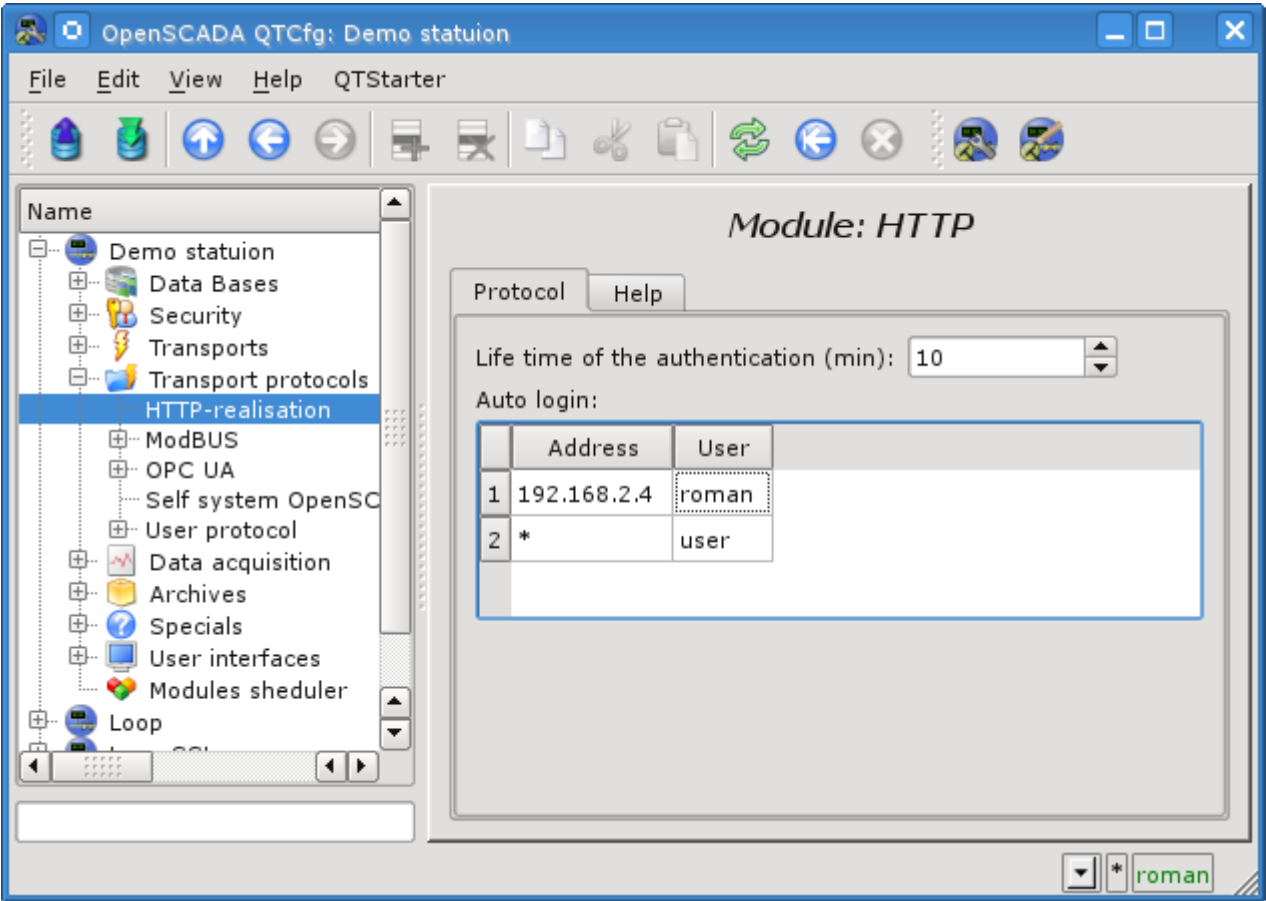 OpenSCADA QTCfg: Demo statuion
File Edit View Help QTStarter
Name
Demo statuion
Data Bases
Security
Transports
Transport protocols
HTTP-realisation
ModBUS
OPC UA
Self system OpenSC
User protocol
Data acquisition
Archives
Specials
User interfaces
Modules sheduler
Loop
Module: HTTP
Protocol Help
Life time of the authentication (min): 10
Auto login:
Address User
1 192.168.2.4 roman
2 * user
* roman